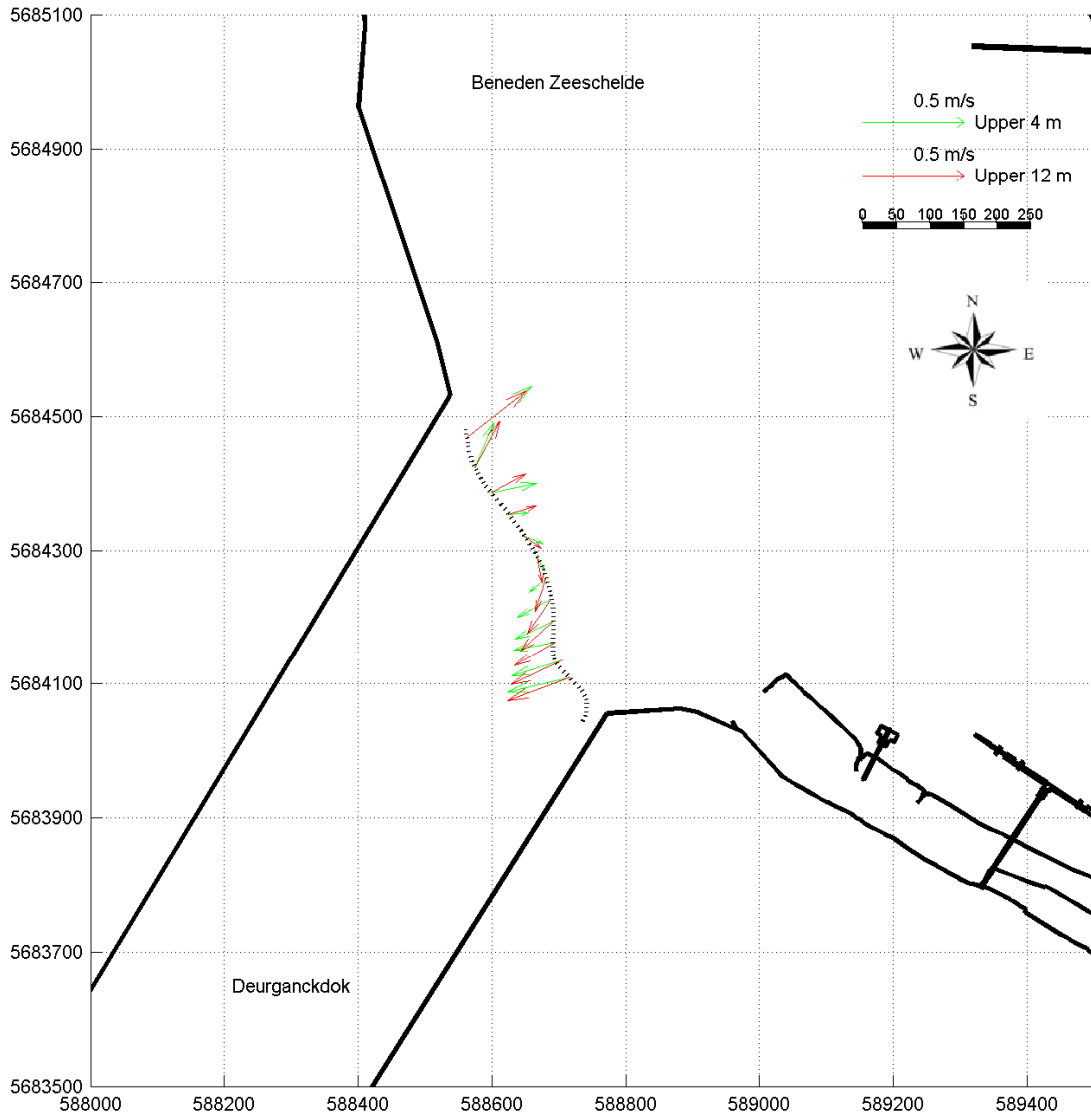 5685100
Beneden Zeeschelde
0.5 m/s
Upper 4 m
5684900
0.5 m/s
Upper 12 m
0 50 100 150 200 250
5684700
N
W E
S
5684500
5684300
5684100
5683900
5683700
Deurganckdok
5683500
588000 588200 588400 588600 588800 589000 589200 589400